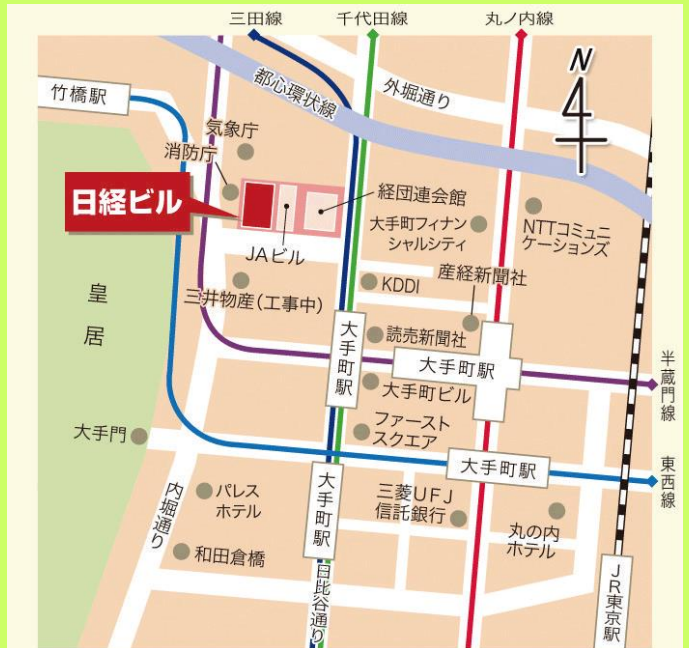 三田線
千代田線
丸ノ内線
竹橋駅
都心環状線
外堀通り
N
気象庁
消防庁
日経ビル
経団連会館
大手町フィナン
シャルシティ
NTTコミュニ
ケーションズ
JAビル
産経新聞社
KDDI
三井物産(工事中)
皇居
大手町駅
読売新聞社
大手町駅
半蔵門線
大手町ビル
ファースト
スクエア
大手門
大手町駅
東西線
内堀通り
パレス
ホテル
大手町駅
三菱UFJ
信託銀行
丸の内
ホテル
和田倉橋
日比谷通り
JR東京駅